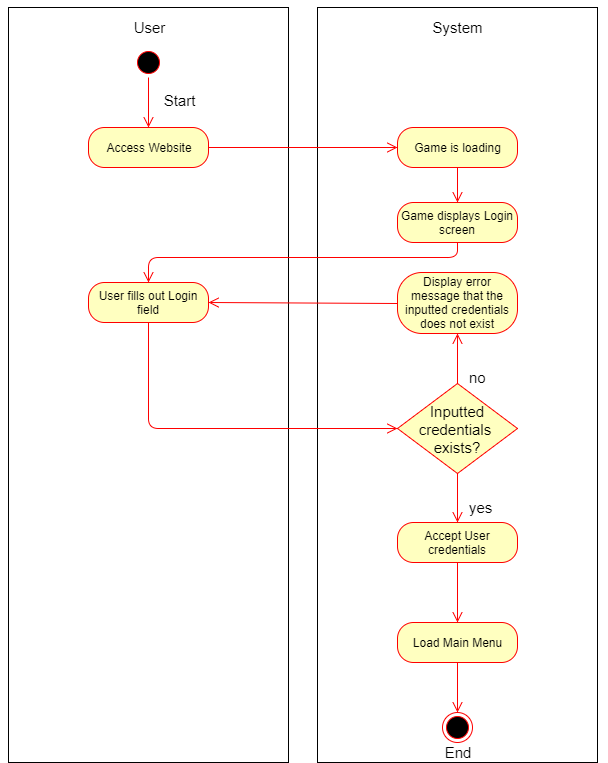 User
System
Start
Access Website
Game is loading
Game displays Login
screen
User fills out Login
field
Display error
message that the
inputted credentials
does not exist
no
Inputted
credentials
exists?
yes
Accept User
credentials
Load Main Menu
End